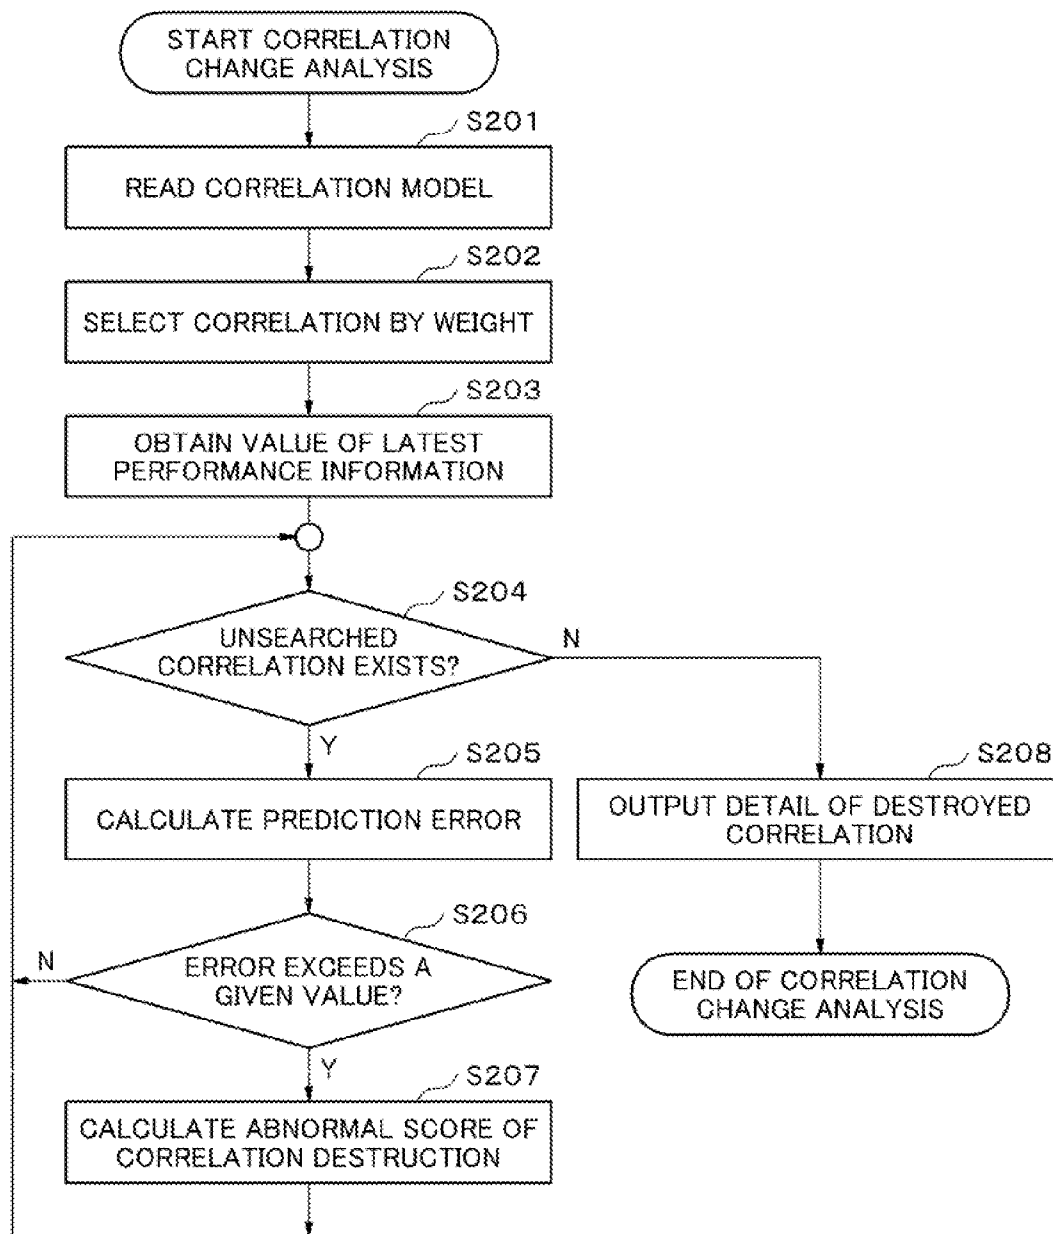 START CORRELATION
CHANGE ANALYSIS
S201
READ CORRELATION MODEL
S202
SELECT CORRELATION BY WEIGHT
S203
OBTAIN VALUE OF LATEST
PERFORMANCE INFORMATION
S204
UNSEARCHED
CORRELATION EXISTS?
N
Y
S205
CALCULATE PREDICTION ERROR
S208
OUTPUT DETAIL OF DESTROYED
CORRELATION
S206
ERROR EXCEEDS A
GIVEN VALUE?
N
Y
END OF CORRELATION
CHANGE ANALYSIS
S207
CALCULATE ABNORMAL SCORE OF
CORRELATION DESTRUCTION